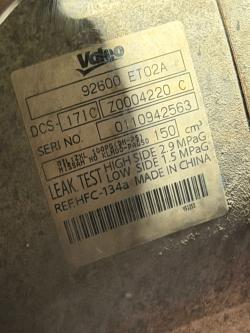 Valeo
92600 ET02A
DCS-171C Z0004220 C
SERI NO. 0110942563
150 cm³
LEAK TEST HIGH SIDE 2.9 MPaG
LOW SIDE 1.5 MPaG
REF.HFC-134a MADE IN CHINA